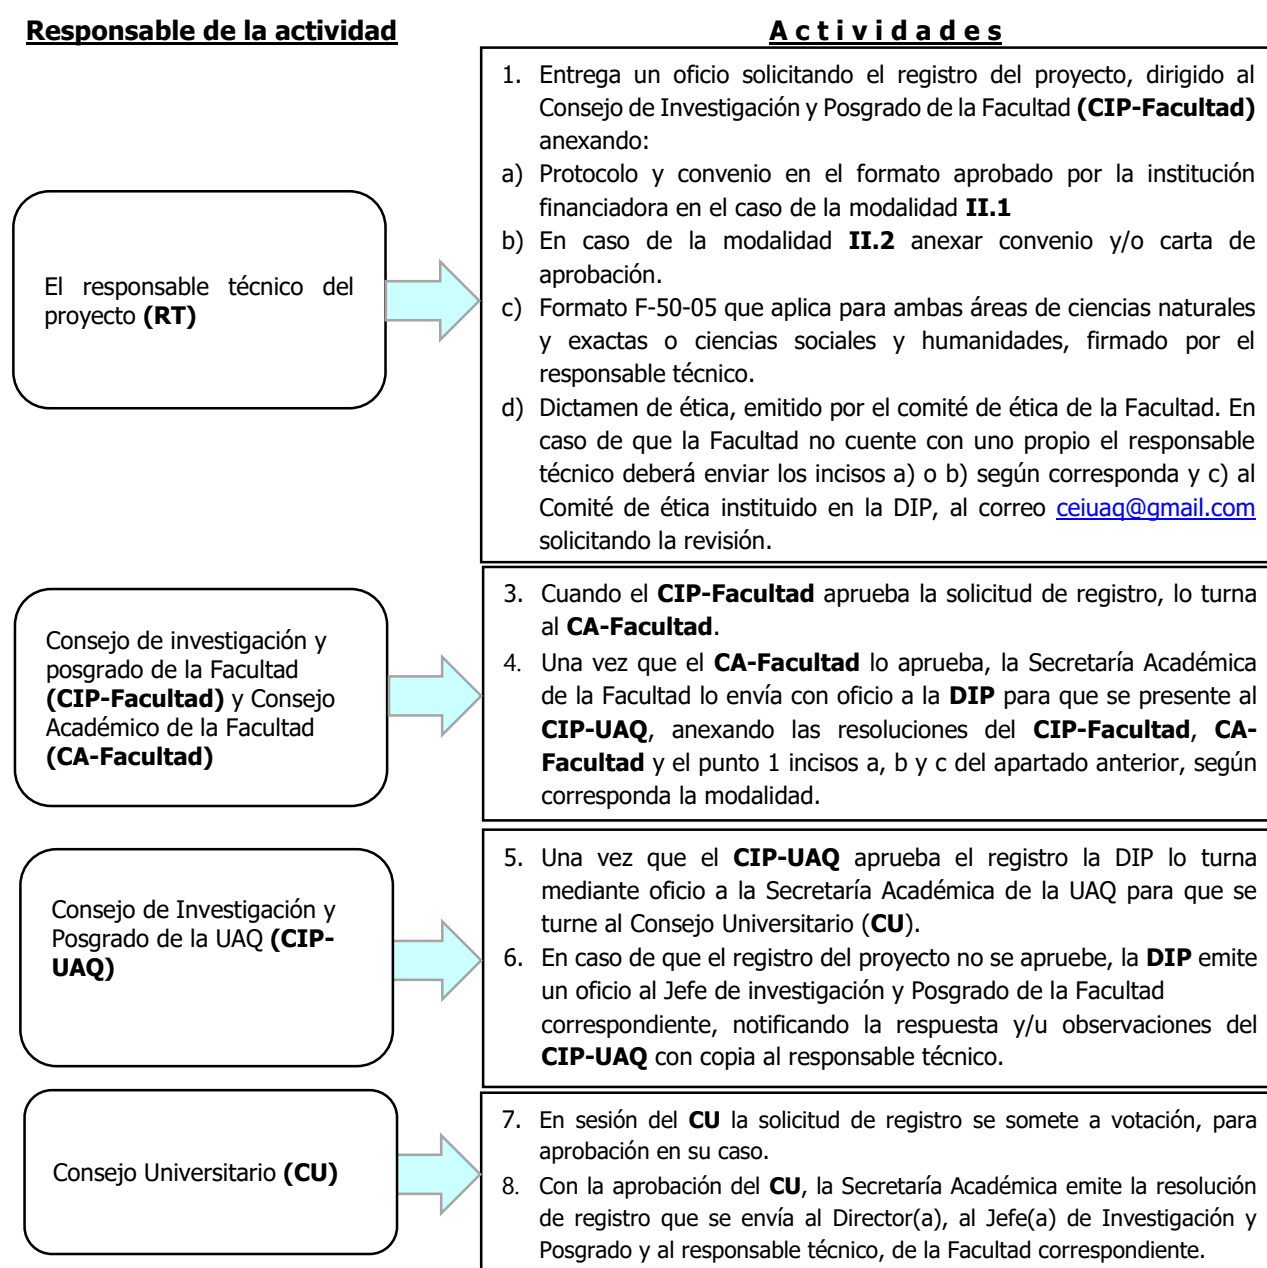 Responsable de la actividad
A c t i v i d a d e s
El responsable técnico del
proyecto (RT)
1. Entrega un oficio solicitando el registro del proyecto, dirigido al
Consejo de Investigación y Posgrado de la Facultad (CIP-Facultad)
anexando:
a) Protocolo y convenio en el formato aprobado por la institución
financiadora en el caso de la modalidad II.1
b) En caso de la modalidad II.2 anexar convenio y/o carta de
aprobación.
c) Formato F-50-05 que aplica para ambas áreas de ciencias naturales
y exactas o ciencias sociales y humanidades, firmado por el
responsable técnico.
d) Dictamen de ética, emitido por el comité de ética de la Facultad. En
caso de que la Facultad no cuente con uno propio el responsable
técnico deberá enviar los incisos a) o b) según corresponda y c) al
Comité de ética instituido en la DIP, al correo ceiuaq@gmail.com
solicitando la revisión.
Consejo de investigación y
posgrado de la Facultad
(CIP-Facultad) y Consejo
Académico de la Facultad
(CA-Facultad)
3. Cuando el CIP-Facultad aprueba la solicitud de registro, lo turna
al CA-Facultad.
4. Una vez que el CA-Facultad lo aprueba, la Secretaría Académica
de la Facultad lo envía con oficio a la DIP para que se presente al
CIP-UAQ, anexando las resoluciones del CIP-Facultad, CA-
Facultad y el punto 1 incisos a, b y c del apartado anterior, según
corresponda la modalidad.
Consejo de Investigación y
Posgrado de la UAQ (CIP-
UAQ)
5. Una vez que el CIP-UAQ aprueba el registro la DIP lo turna
mediante oficio a la Secretaría Académica de la UAQ para que se
turne al Consejo Universitario (CU).
6. En caso de que el registro del proyecto no se apruebe, la DIP emite
un oficio al Jefe de investigación y Posgrado de la Facultad
correspondiente, notificando la respuesta y/u observaciones del
CIP-UAQ con copia al responsable técnico.
Consejo Universitario (CU)
7. En sesión del CU la solicitud de registro se somete a votación, para
aprobación en su caso.
8. Con la aprobación del CU, la Secretaría Académica emite la resolución
de registro que se envía al Director(a), al Jefe(a) de Investigación y
Posgrado y al responsable técnico, de la Facultad correspondiente.